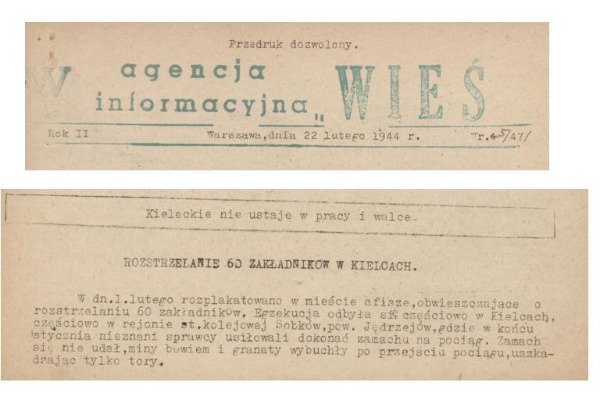 Przedruk dozwolony.
agencja
informacyjna „ WIEŚ
Rok II Warszawa,dnia 22 lutego 1944 r. /47/
Kieleckie nie ustaje w pracy i walce.
ROZSTRZELANIE 60 ZAKŁADNIKÓW W KIELCACH.
W dn.1.lutego rozplakatowano w mieście afisze,obwieszczające o
rozstrzelaniu 60 zakładników. Egzekucja odbyła się częściowo w Kielcach,
częściowo w rejonie st.kolejowej Sobków,pow. Jędrzejów,gdzie w końcu
stycznia nieznani sprawcy usiłowali dokonać zamachu na pociąg. Zamach
się nie udał,miny bowiem i granaty wybuchły po przejściu pociągu,uszka-
dzając tylko tory.